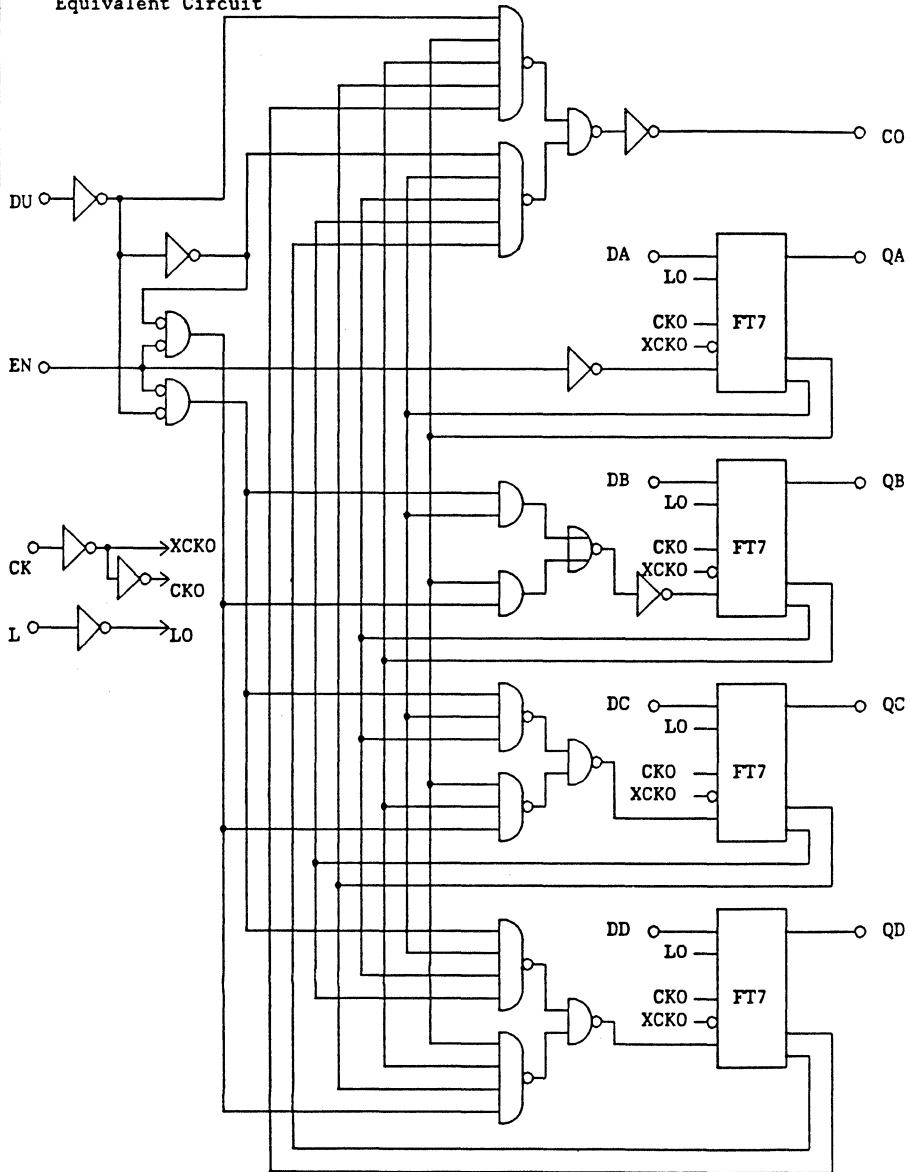 Equivalent Circuit
CO
DU
DA
QA
LO
CKO
FT7
XCKO
EN
DB
QB
LO
CKO
FT7
XCKO
XCKO
CK
CKO
L
LO
DC
QC
LO
CKO
FT7
XCKO
DD
QD
LO
CKO
FT7
XCKO